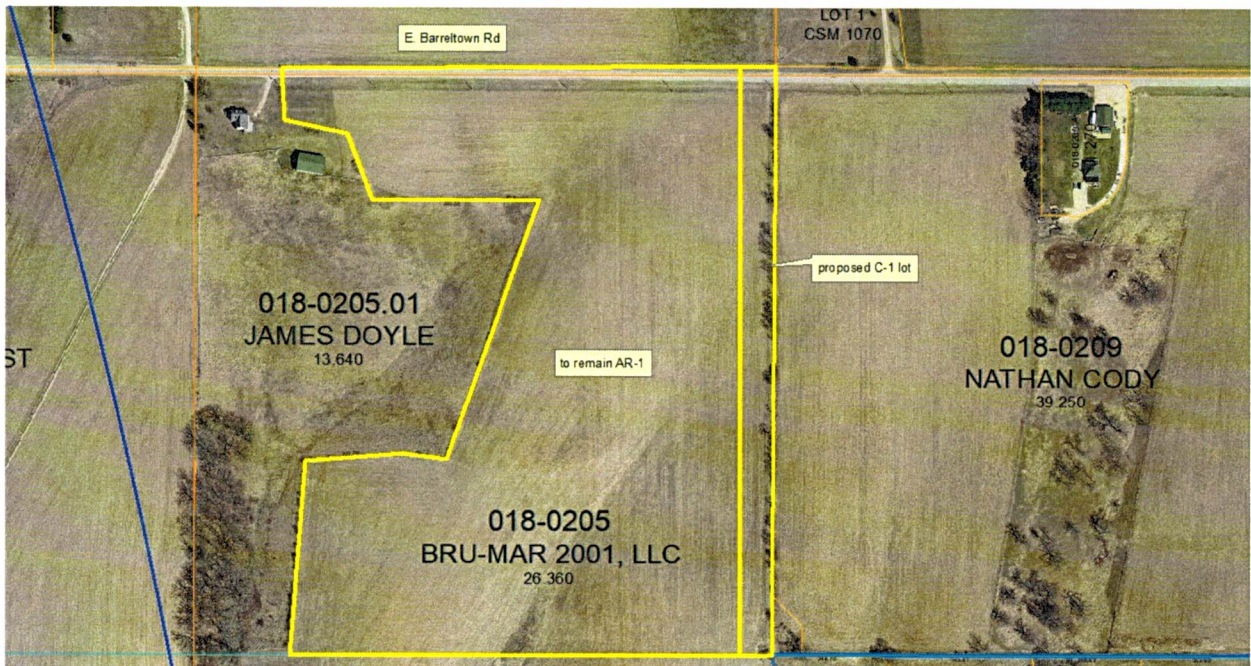 LOT 1
CSM 1070
E. Barreltown Rd
proposed C-1 lot
018-0205.01
JAMES DOYLE
13.640
to remain AR-1
018-0209
NATHAN CODY
39.250
ST
018-0205
BRU-MAR 2001, LLC
26.360